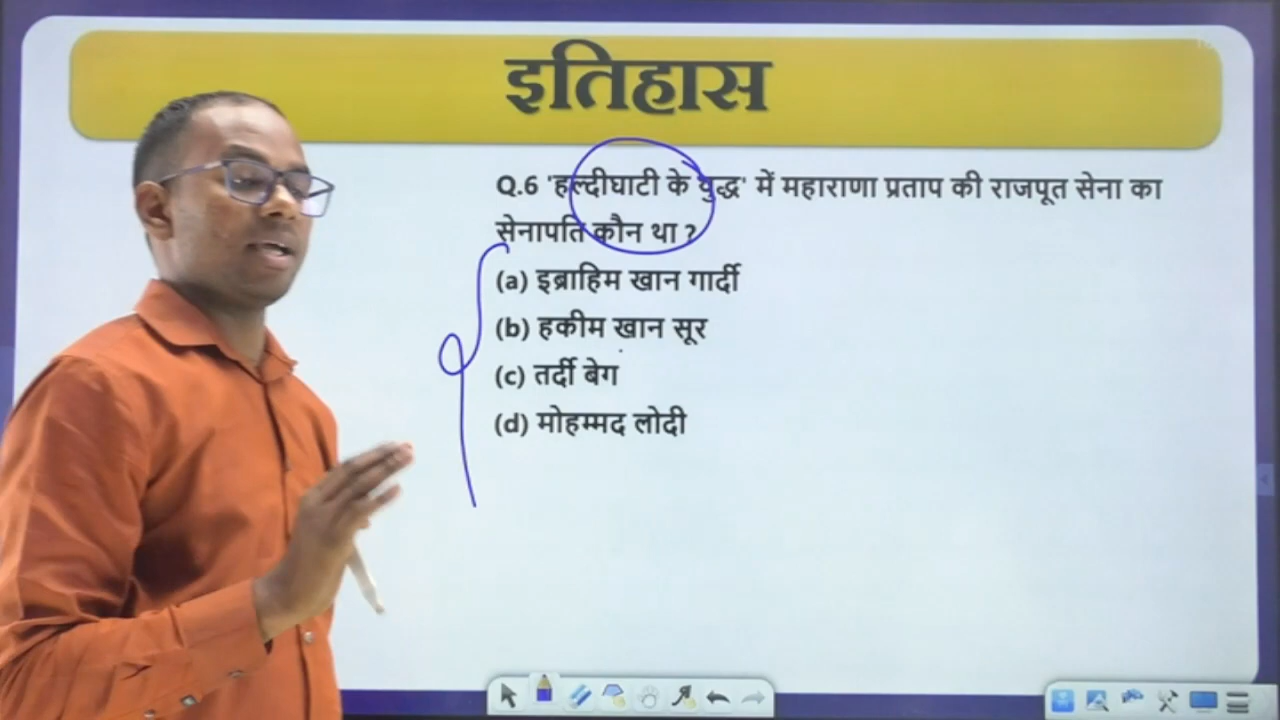 इतिहास
Q.6 'हल्दीघाटी के युद्ध' में महाराणा प्रताप की राजपूत सेना का
सेनापति कौन था ?
(a) इब्राहिम खान गार्दी
(b) हकीम खान सूर
(c) तर्दी बेग
(d) मोहम्मद लोदी